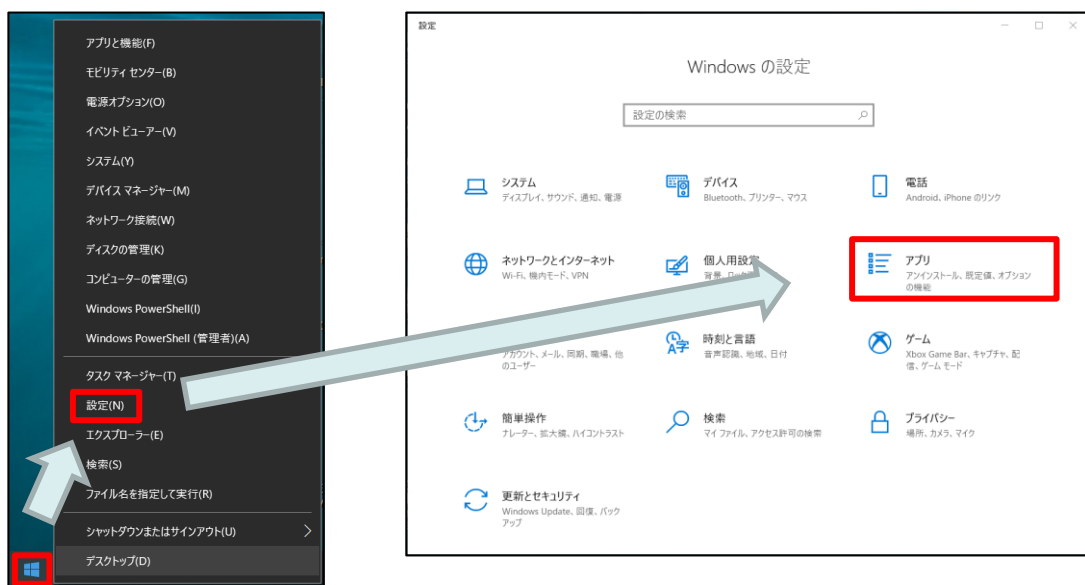 アプリと機能(F)
モビリティ センター(B)
電源オプション(O)
イベント ビューアー(V)
システム(Y)
デバイス マネージャー(M)
ネットワーク接続(W)
ディスクの管理(K)
コンピューターの管理(G)
Windows PowerShell(I)
Windows PowerShell (管理者)(A)
タスク マネージャー(T)
設定(N)
エクスプローラー(E)
検索(S)
ファイル名を指定して実行(R)
シャットダウンまたはサインアウト(U)
デスクトップ(D)
設定
Windows の設定
設定の検索
システム
ディスプレイ、サウンド、通知、電源
デバイス
Bluetooth、プリンター、マウス
電話
Android、iPhone のリンク
ネットワークとインターネット
Wi-Fi、機内モード、VPN
個人用設定
背景、ロック
アプリ
アンインストール、既定値、オプション
の機能
アカウント、メール、同期、職場、他
のユーザー
時刻と言語
音声認識、地域、日付
ゲーム
Xbox Game Bar、キャプチャ、配
信、ゲーム モード
簡単操作
ナレーター、拡大鏡、ハイコントラスト
検索
マイ ファイル、アクセス許可の検索
プライバシー
場所、カメラ、マイク
更新とセキュリティ
Windows Update、回復、バック
アップ